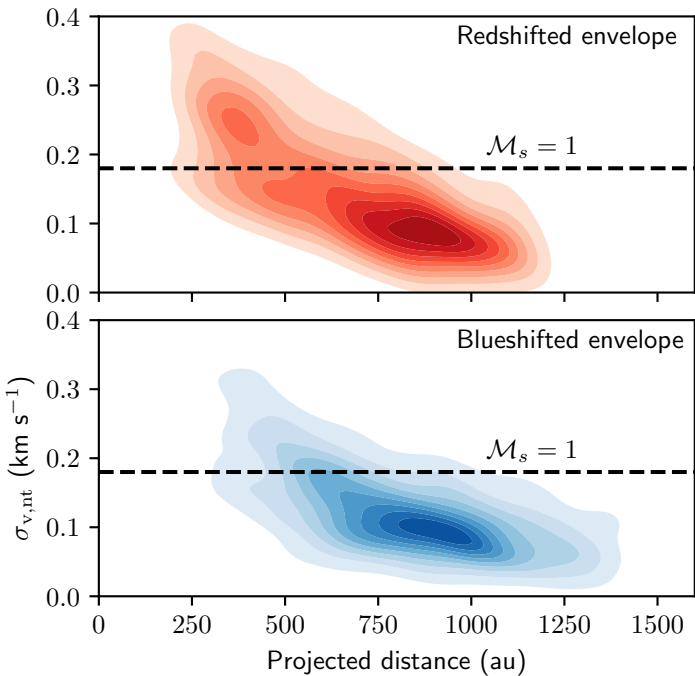 0.4
Redshifted envelope
0.3
0.2
ℳₛ = 1
0.1
0.0
0.4
Blueshifted envelope
0.3
0.2
ℳₛ = 1
0.1
0.0
σᵥ,ₙₜ (km s⁻¹)
0 250 500 750 1000 1250 1500
Projected distance (au)